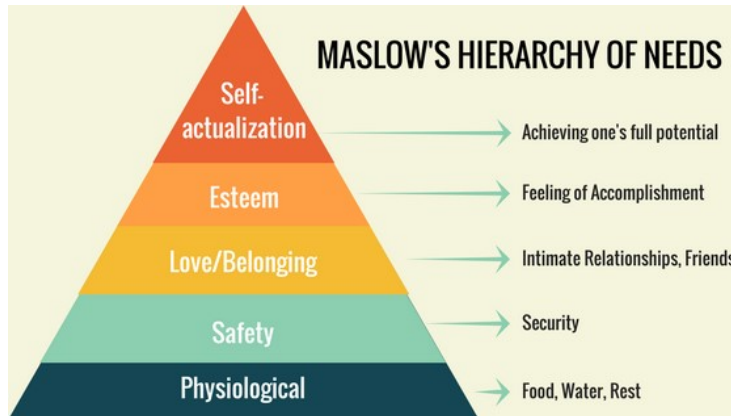 MASLOW'S HIERARCHY OF NEEDS
Self-
actualization
Achieving one's full potential
Esteem
Feeling of Accomplishment
Love/Belonging
Intimate Relationships, Friends
Safety
Security
Physiological
Food, Water, Rest